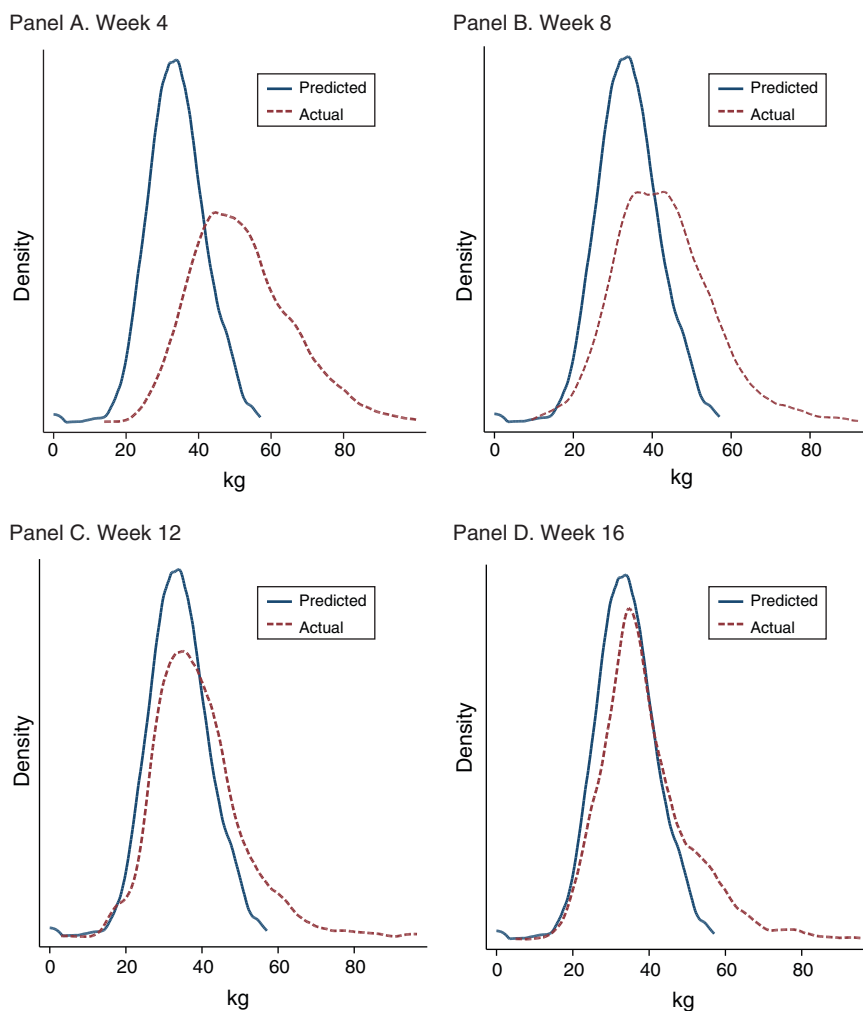 Panel A. Week 4
Predicted
Actual
Density
0 20 40 60 80
kg
Panel B. Week 8
Predicted
Actual
Density
0 20 40 60 80
kg
Panel C. Week 12
Predicted
Actual
Density
0 20 40 60 80
kg
Panel D. Week 16
Predicted
Actual
Density
0 20 40 60 80
kg